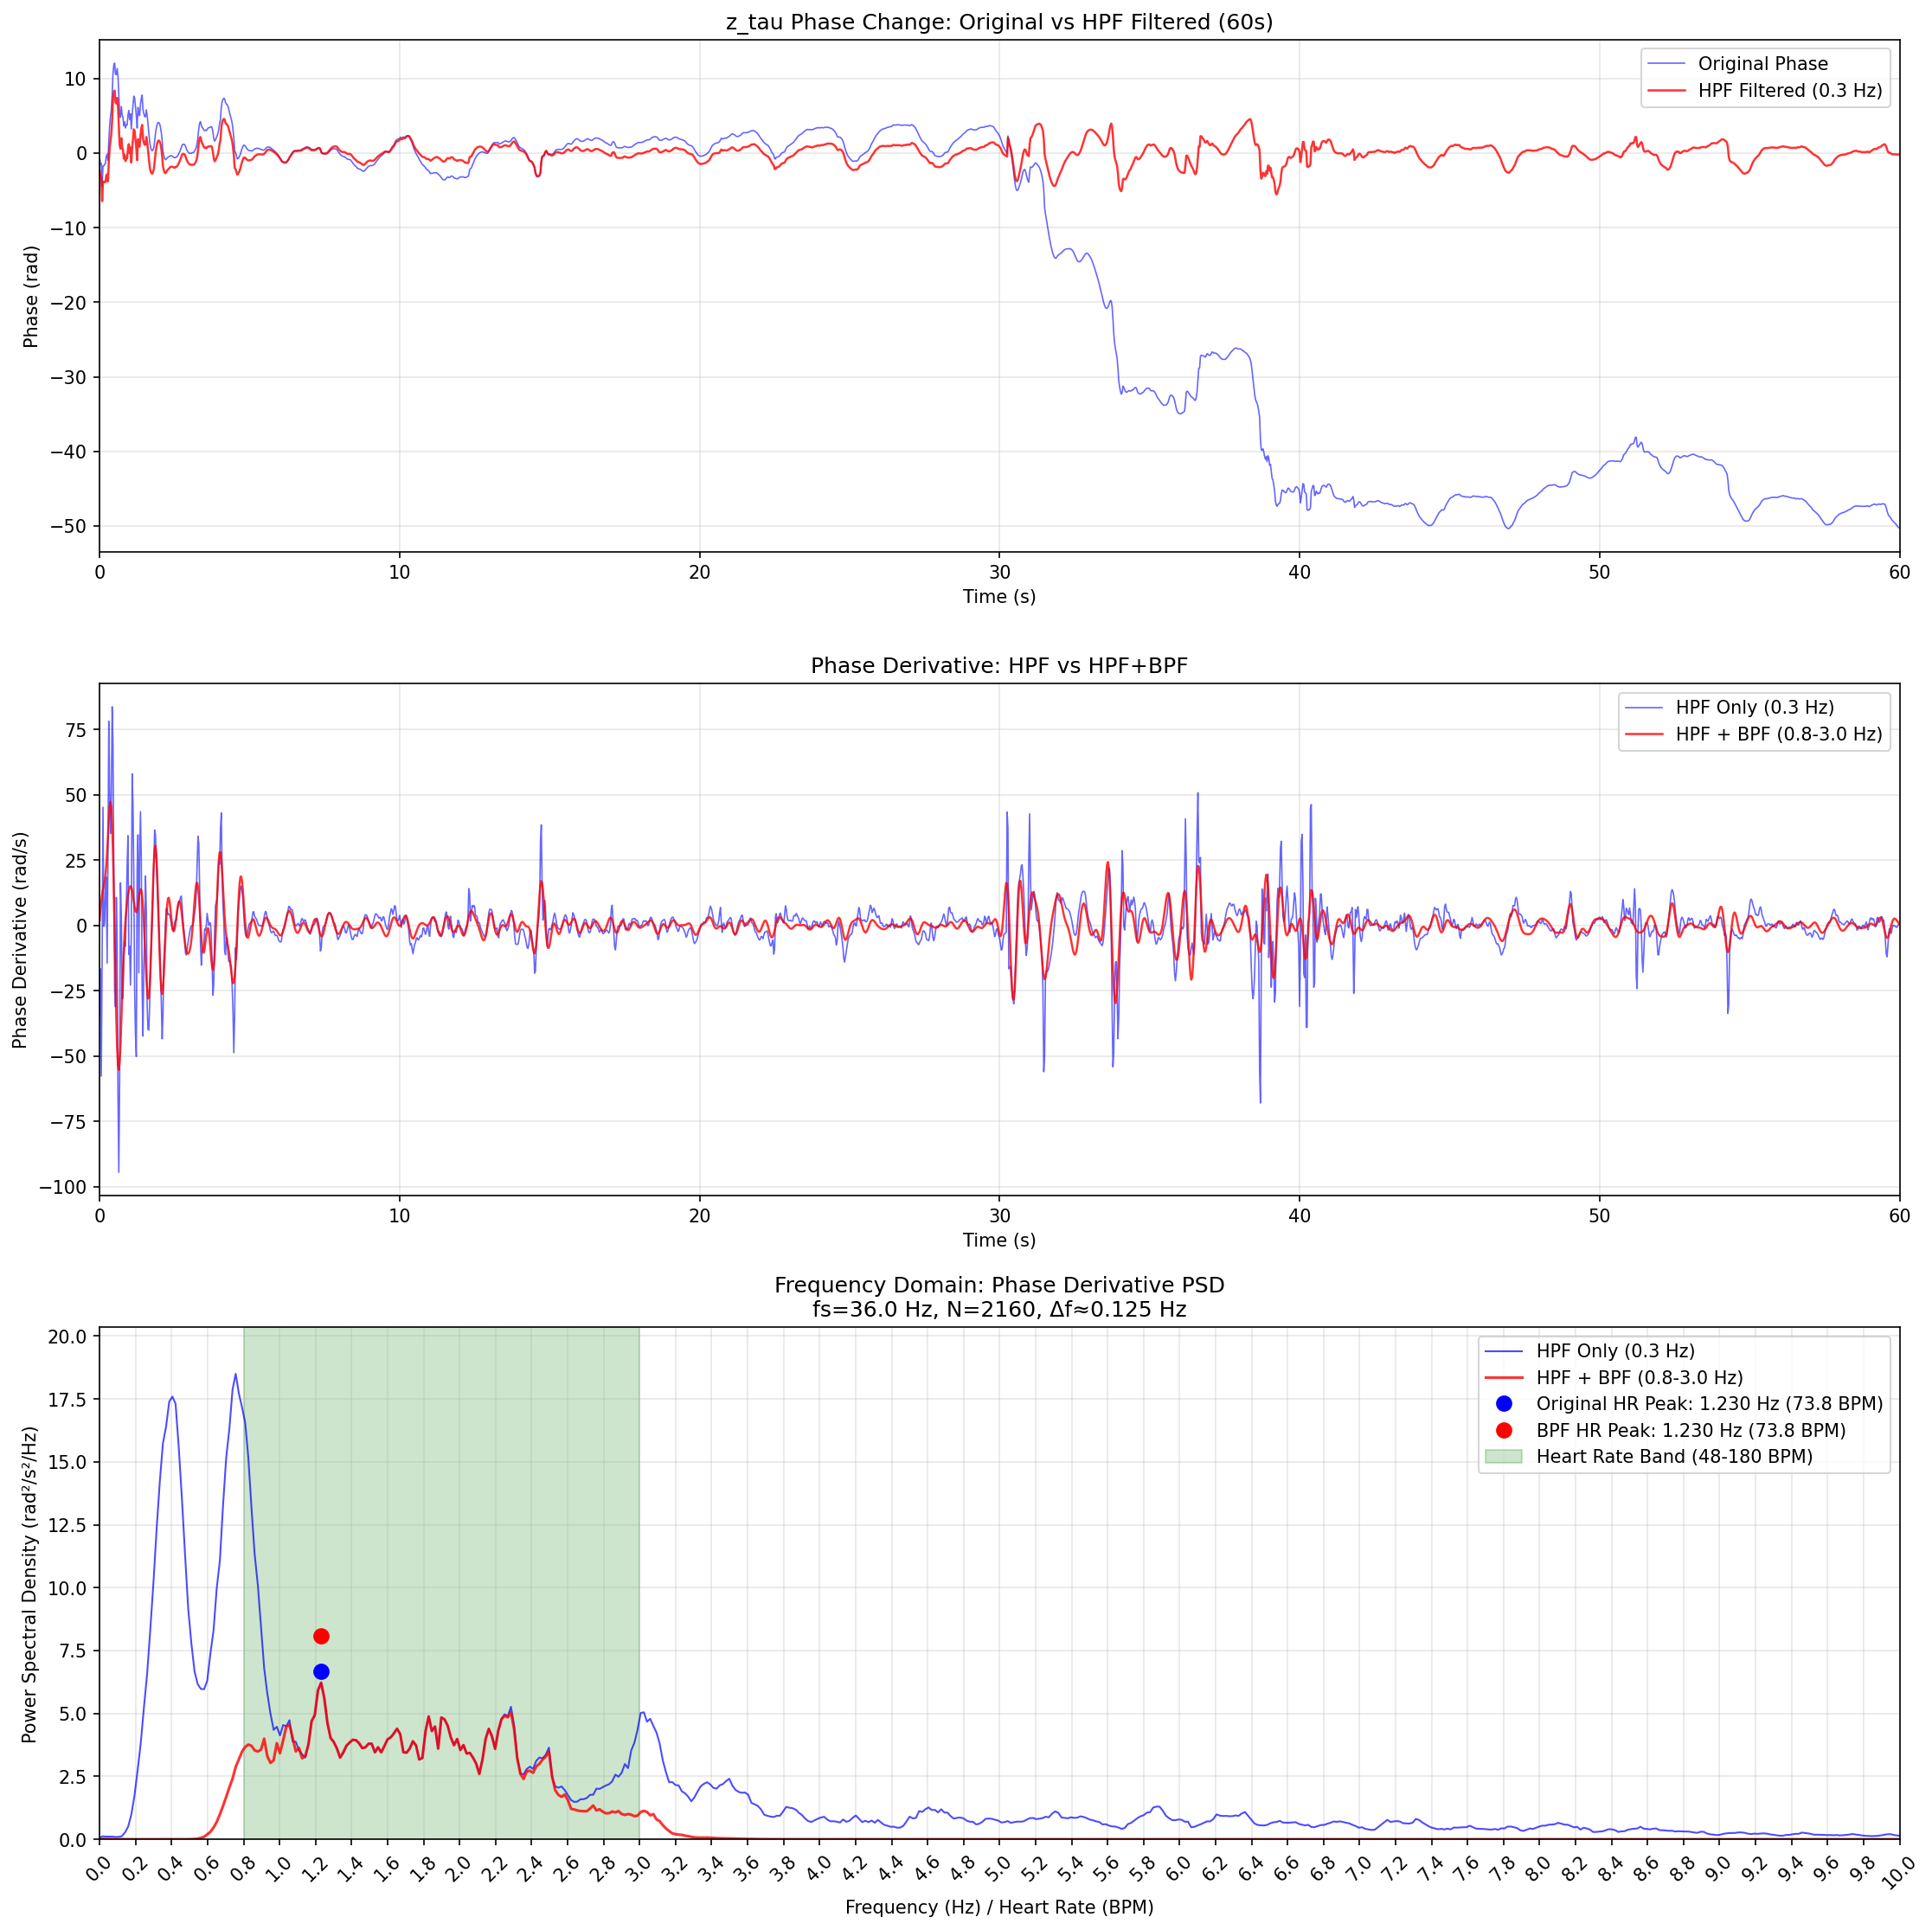 z_tau Phase Change: Original vs HPF Filtered (60s)
Original Phase
HPF Filtered (0.3 Hz)
Phase (rad)
10
0
−10
−20
−30
−40
−50
0 10 20 30 40 50 60
Time (s)
Phase Derivative: HPF vs HPF+BPF
HPF Only (0.3 Hz)
HPF + BPF (0.8-3.0 Hz)
Phase Derivative (rad/s)
75
50
25
0
−25
−50
−75
−100
0 10 20 30 40 50 60
Time (s)
Frequency Domain: Phase Derivative PSD
fs=36.0 Hz, N=2160, Δf≈0.125 Hz
HPF Only (0.3 Hz)
HPF + BPF (0.8-3.0 Hz)
Original HR Peak: 1.230 Hz (73.8 BPM)
BPF HR Peak: 1.230 Hz (73.8 BPM)
Heart Rate Band (48-180 BPM)
Power Spectral Density (rad²/s²/Hz)
20.0
17.5
15.0
12.5
10.0
7.5
5.0
2.5
0.0
0.0 0.2 0.4 0.6 0.8 1.0 1.2 1.4 1.6 1.8 2.0 2.2 2.4 2.6 2.8 3.0 3.2 3.4 3.6 3.8 4.0 4.2 4.4 4.6 4.8 5.0 5.2 5.4 5.6 5.8 6.0 6.2 6.4 6.6 6.8 7.0 7.2 7.4 7.6 7.8 8.0 8.2 8.4 8.6 8.8 9.0 9.2 9.4 9.6 9.8 10.0
Frequency (Hz) / Heart Rate (BPM)